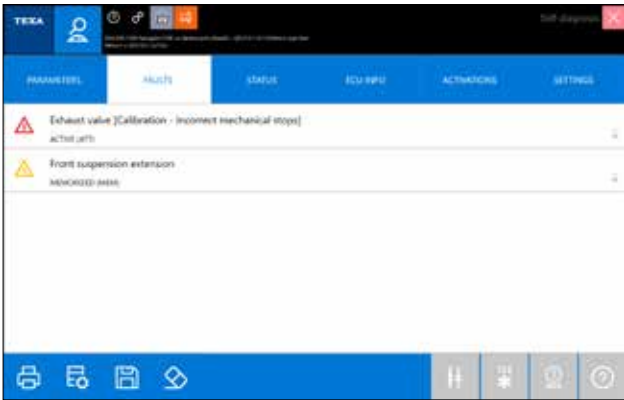 TEXA
Self-diagnosis
PARAMETERS
FAULTS
STATUS
ECU INFO
ACTIVATIONS
SETTINGS
Exhaust valve [Calibration - Incorrect mechanical stops]
ACTIVE (ATT)
Front suspension extension
MEMORIZED (MEM)